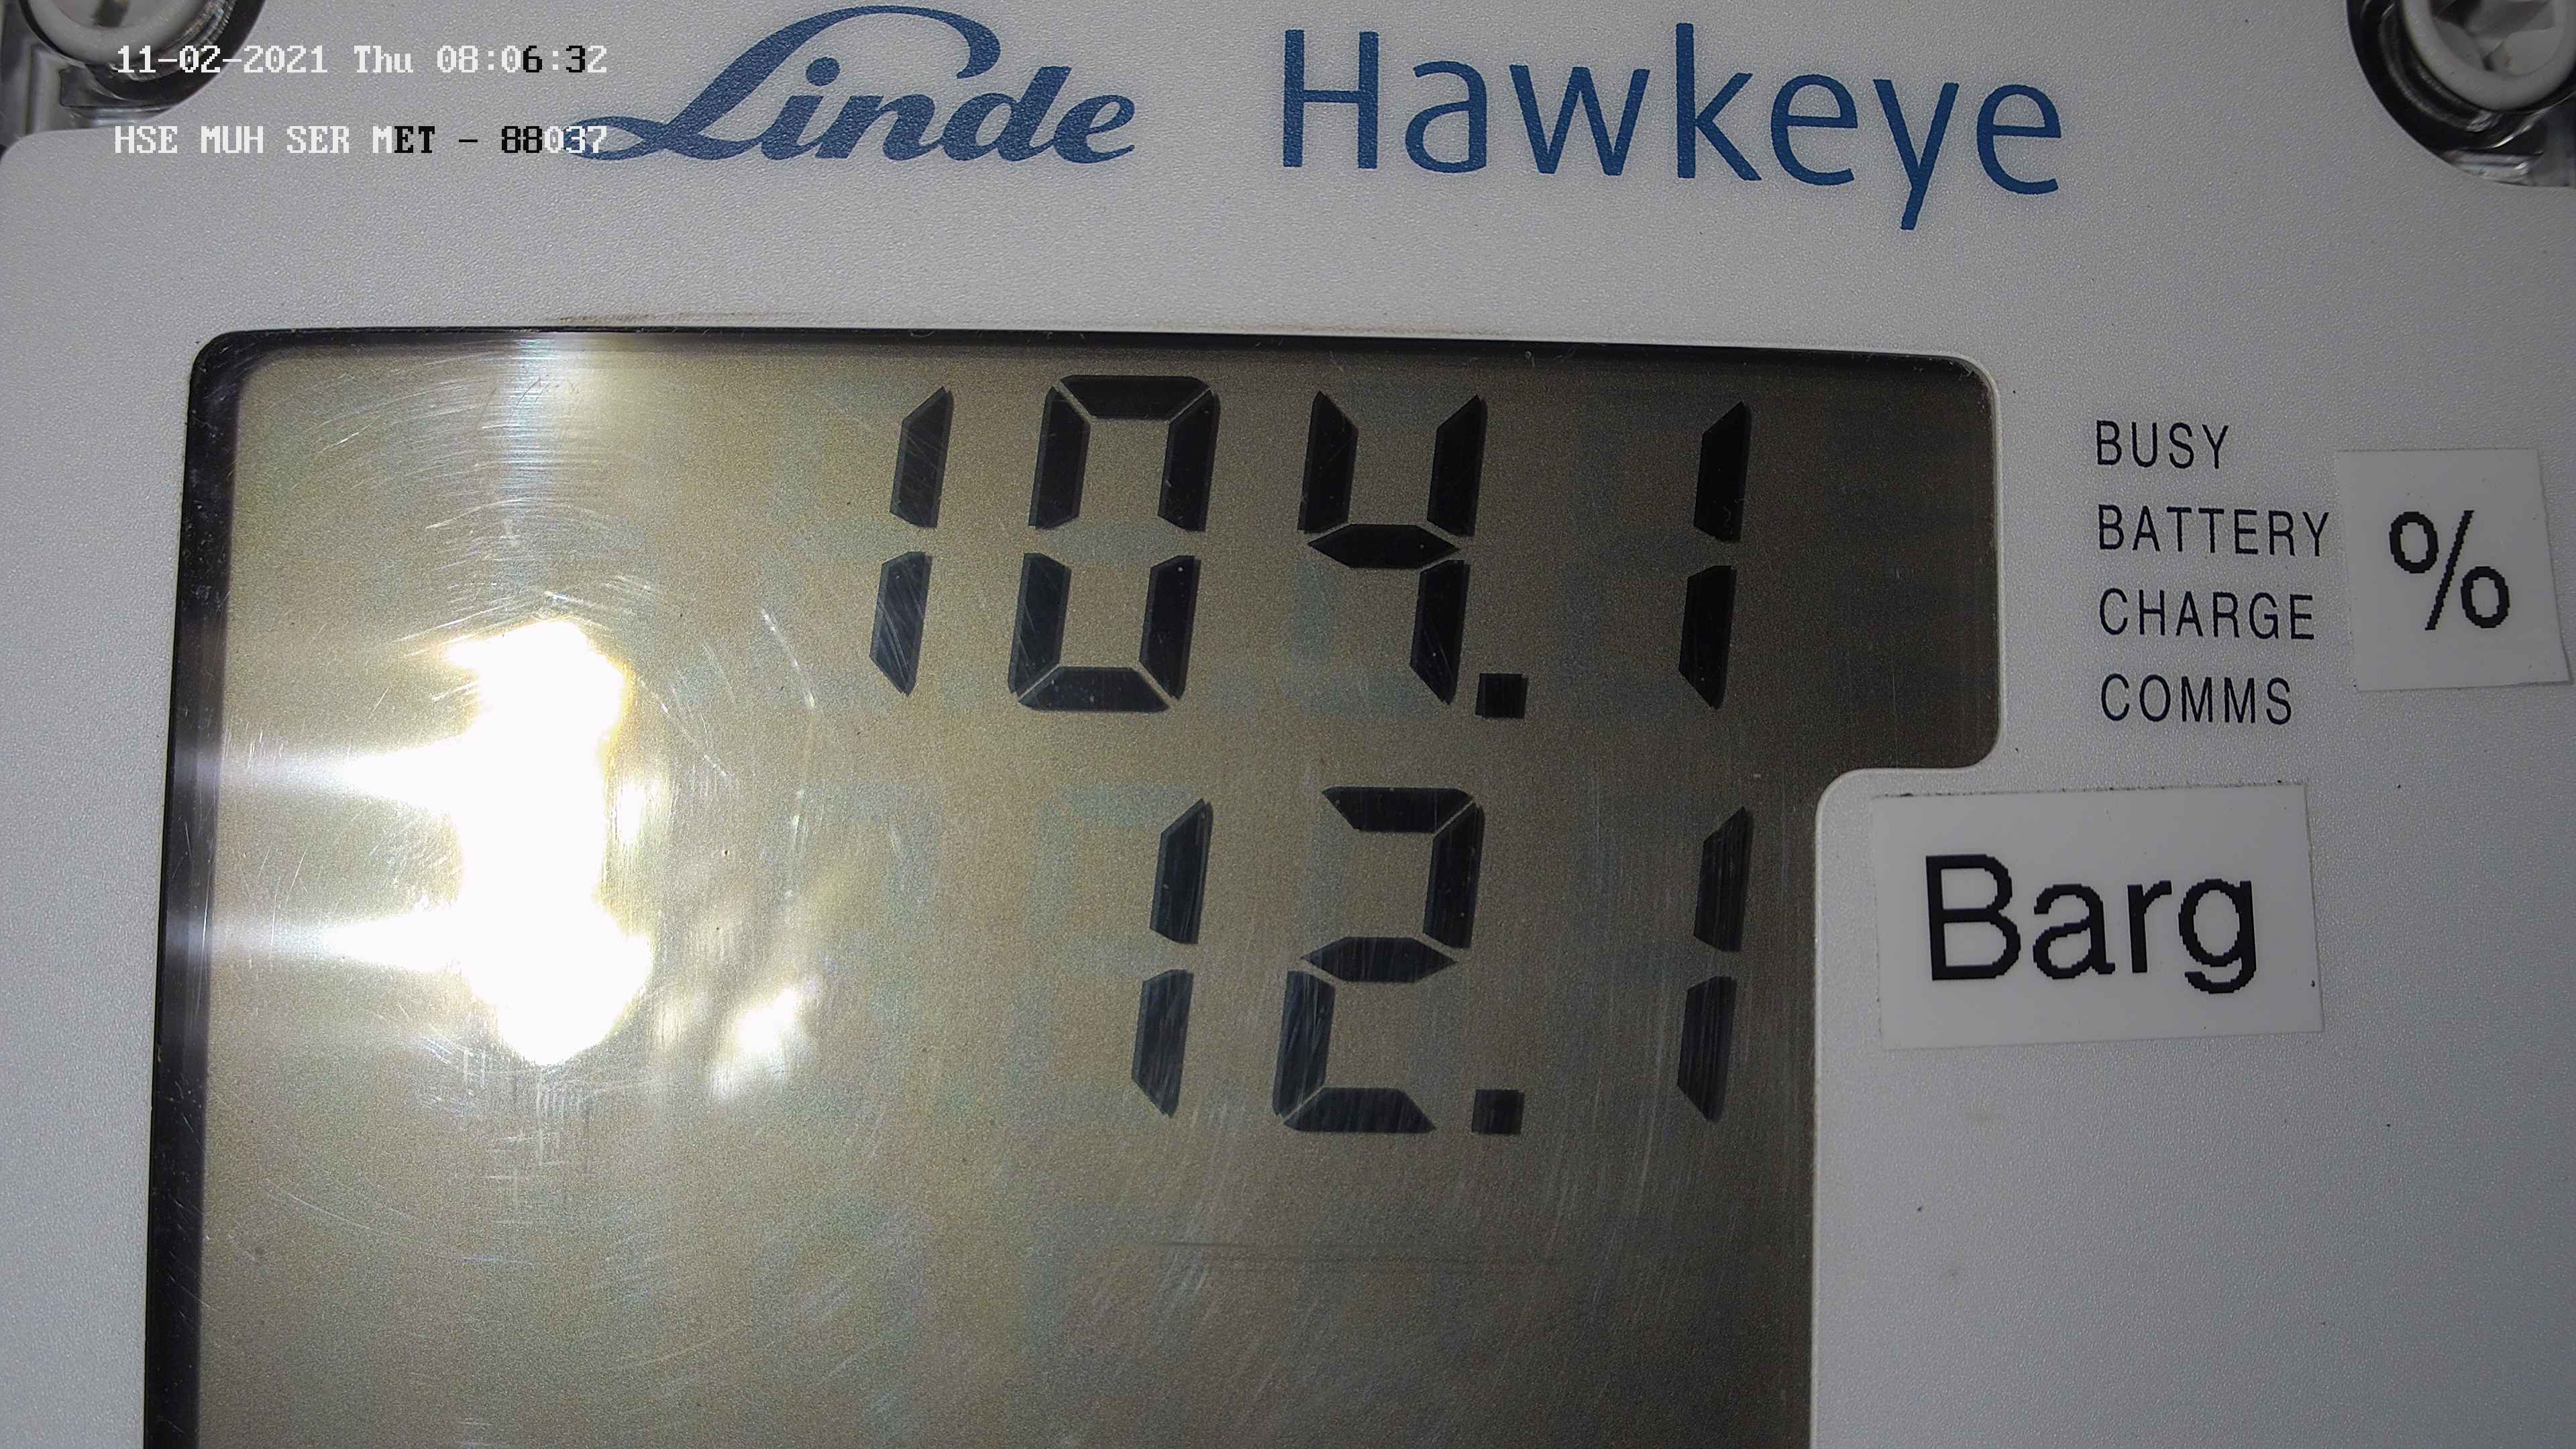 11-02-2021 Thu 08:06:32
HSE MUH SER MET - 88037
Linde Hawkeye
104.1
BUSY
BATTERY
CHARGE
COMMS
%
12.1
Barg